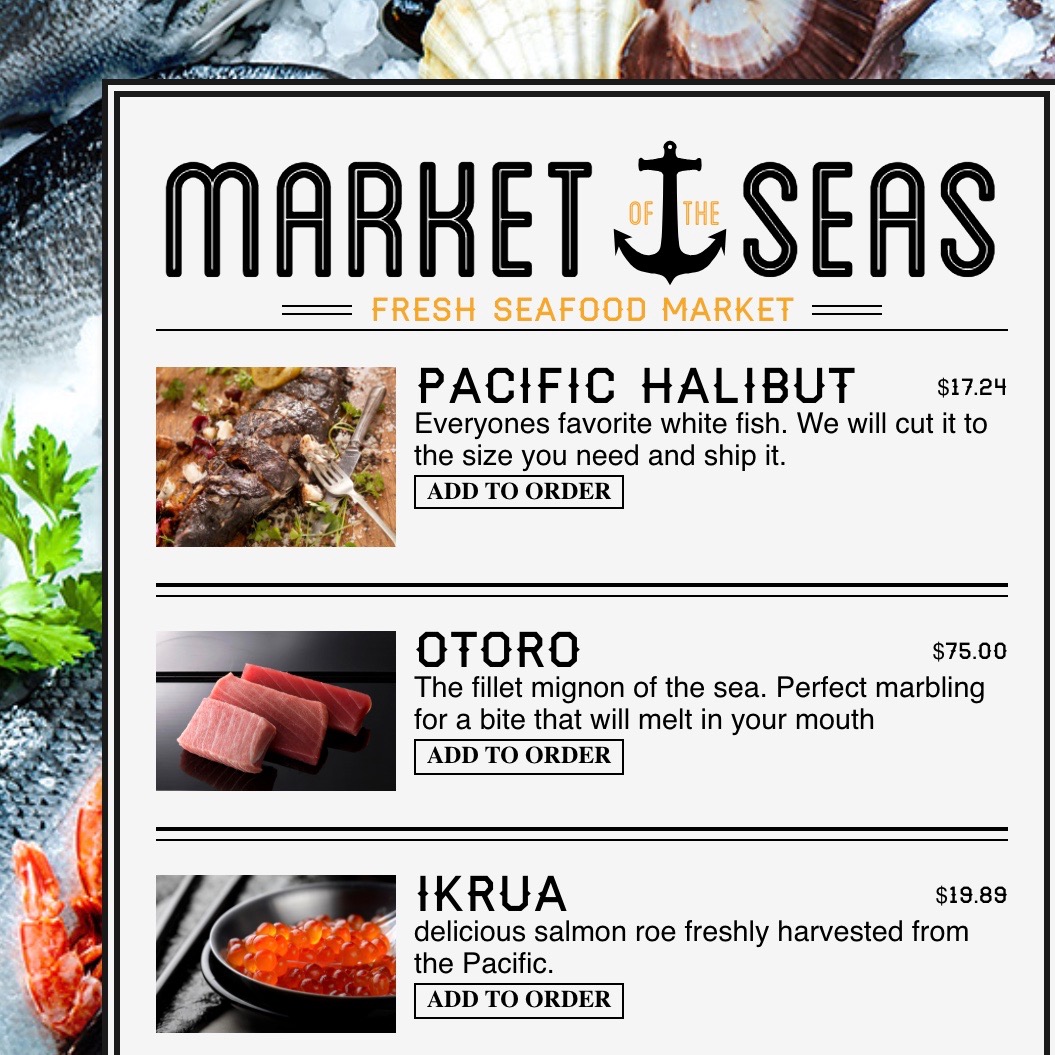 MARKET OF THE SEAS
FRESH SEAFOOD MARKET
PACIFIC HALIBUT $17.24
Everyones favorite white fish. We will cut it to
the size you need and ship it.
ADD TO ORDER
OTORO $75.00
The fillet mignon of the sea. Perfect marbling
for a bite that will melt in your mouth
ADD TO ORDER
IKRUA $19.89
delicious salmon roe freshly harvested from
the Pacific.
ADD TO ORDER